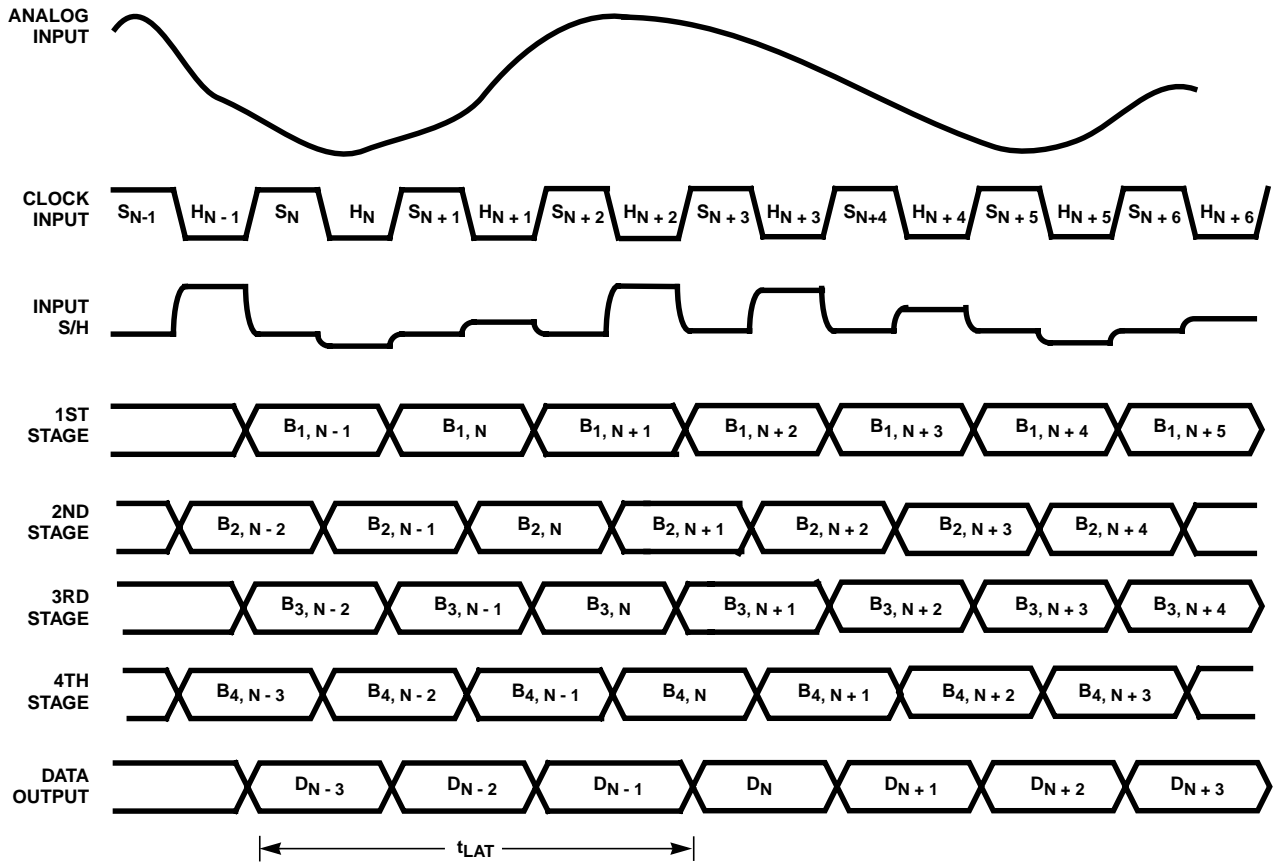 ANALOG
INPUT
CLOCK
INPUT
S N-1 H N - 1 S N H N S N + 1 H N + 1 S N + 2 H N + 2 S N + 3 H N + 3 S N+4 H N + 4 S N + 5 H N + 5 S N + 6 H N + 6
INPUT
S/H
1ST
STAGE
B 1, N - 1 B 1, N B 1, N + 1 B 1, N + 2 B 1, N + 3 B 1, N + 4 B 1, N + 5
2ND
STAGE
B 2, N - 2 B 2, N - 1 B 2, N B 2, N + 1 B 2, N + 2 B 2, N + 3 B 2, N + 4
3RD
STAGE
B 3, N - 2 B 3, N - 1 B 3, N B 3, N + 1 B 3, N + 2 B 3, N + 3 B 3, N + 4
4TH
STAGE
B 4, N - 3 B 4, N - 2 B 4, N - 1 B 4, N B 4, N + 1 B 4, N + 2 B 4, N + 3
DATA
OUTPUT
D N - 3 D N - 2 D N - 1 D N D N + 1 D N + 2 D N + 3
t LAT